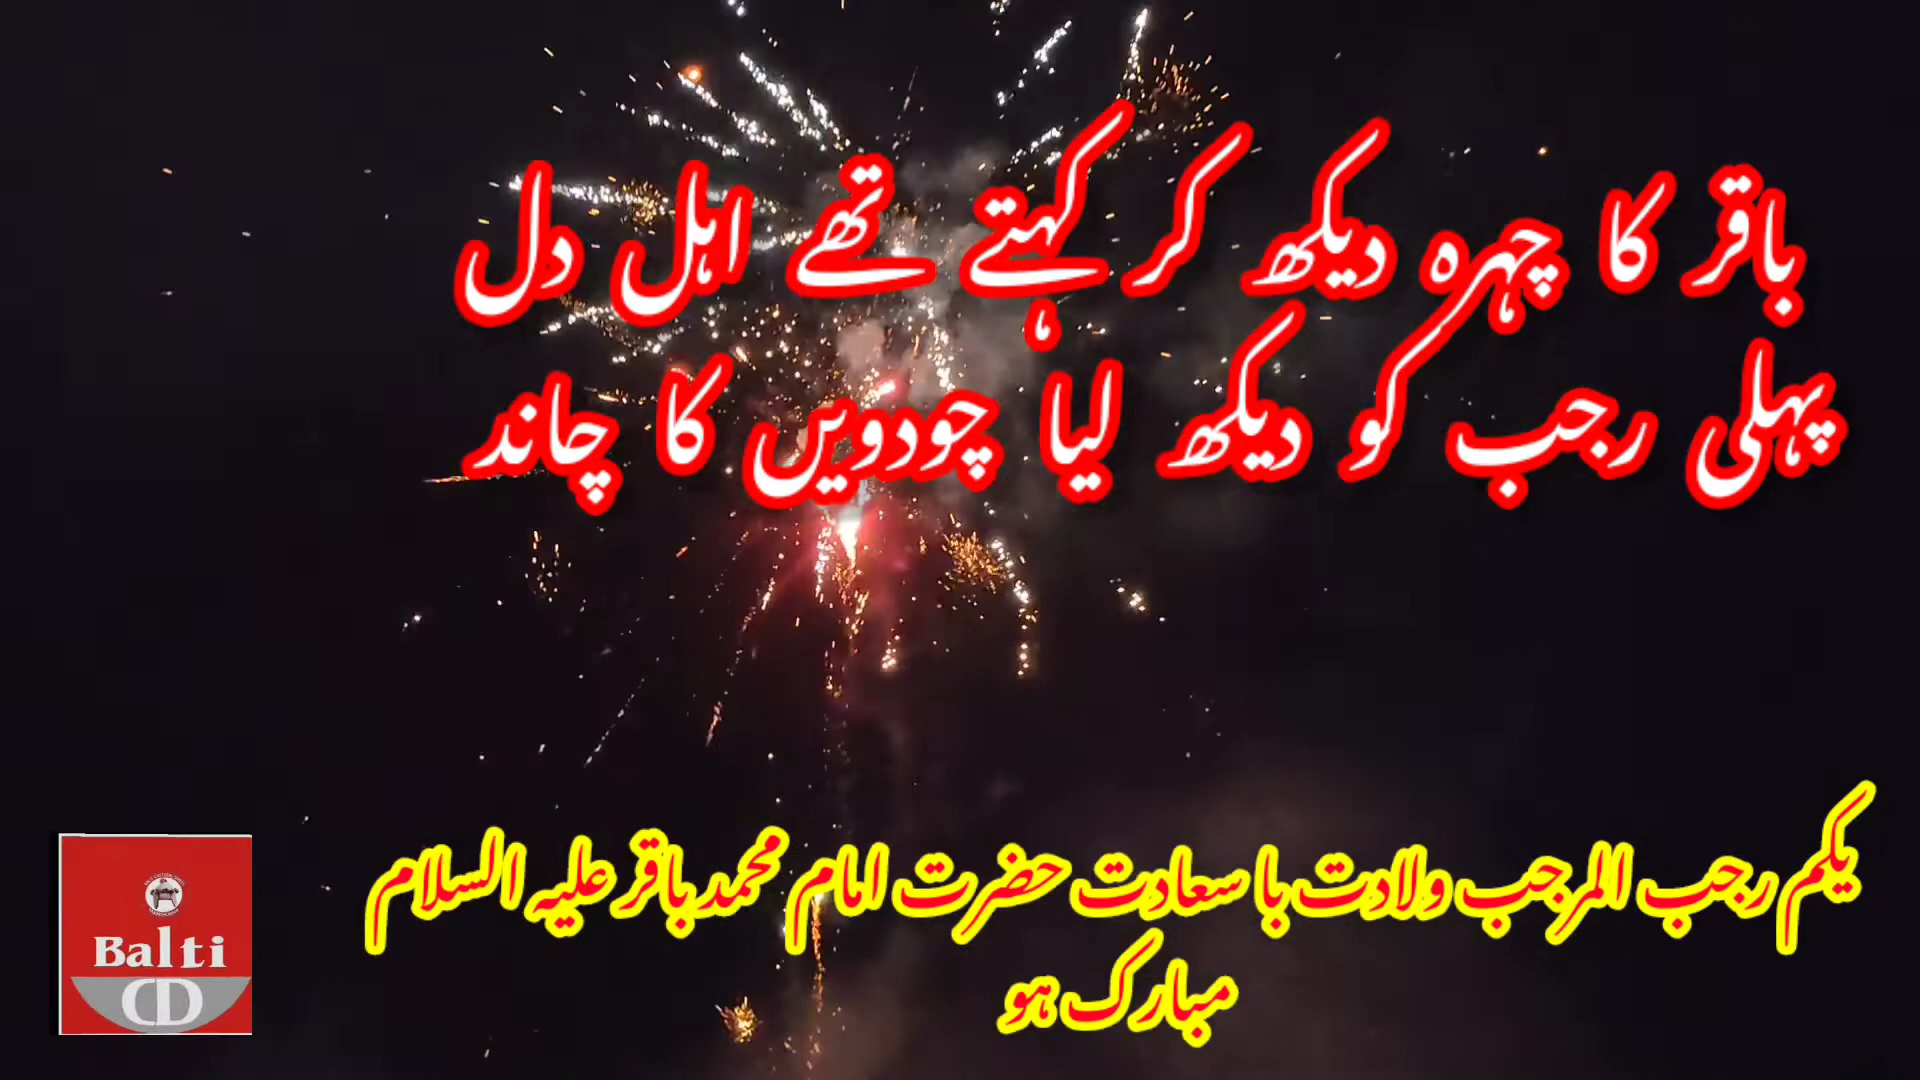 باقر کا چہرہ دیکھ کر کہتے تھے اہل دل
پہلی رجب کو دیکھ لیا چودویں کا چاند
یکم رجب المرجب ولادت با سعادت حضرت امام محمد باقر علیہ السلام
مبارک ہو
Balti
CD